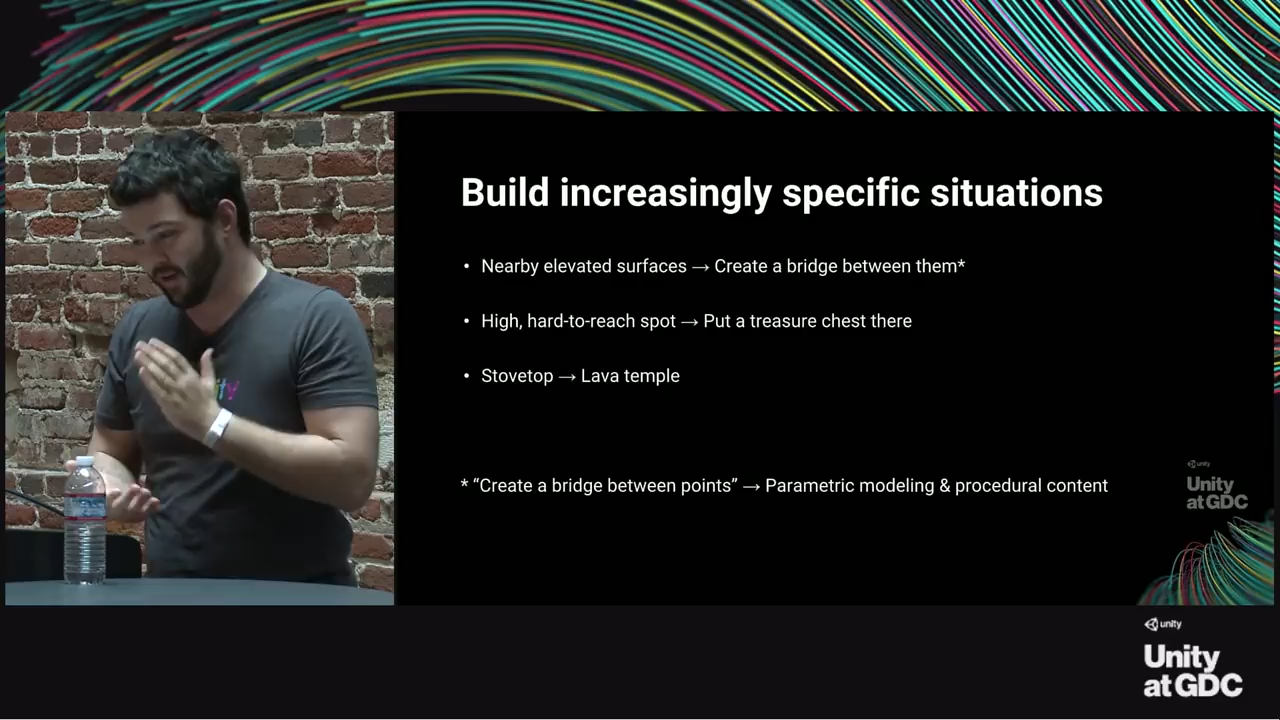 Build increasingly specific situations
• Nearby elevated surfaces → Create a bridge between them*
• High, hard-to-reach spot → Put a treasure chest there
• Stovetop → Lava temple
* “Create a bridge between points” → Parametric modeling & procedural content
unity
Unity
at GDC
unity
Unity
at GDC